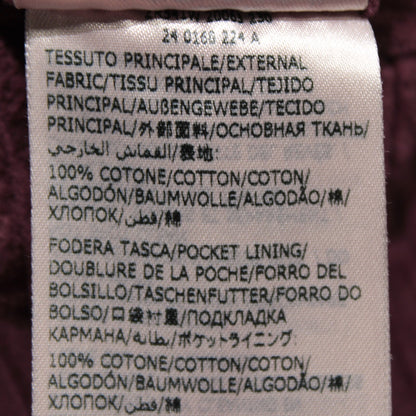 24 0168 224 A
TESSUTO PRINCIPALE/EXTERNAL
FABRIC/TISSU PRINCIPAL/TEJIDO
PRINCIPAL/AUßENGEWEBE/TECIDO
PRINCIPAL/外部面料/ОСНОВНАЯ ТКАНЬ/
القماش الخارجي/表地:
100% COTONE/COTTON/COTON/
ALGODÓN/BAUMWOLLE/ALGODÃO/棉/
ХЛОПОК/قطن/綿
FODERA TASCA/POCKET LINING/
DOUBLURE DE LA POCHE/FORRO DEL
BOLSILLO/TASCHENFUTTER/FORRO DO
BOLSO/口袋衬里/ПОДКЛАДКА
КАРМАНА/بطانة/ポケットライニング:
100% COTONE/COTTON/COTON/
ALGODÓN/BAUMWOLLE/ALGODÃO/棉/
ХЛОПОК/قطن/綿